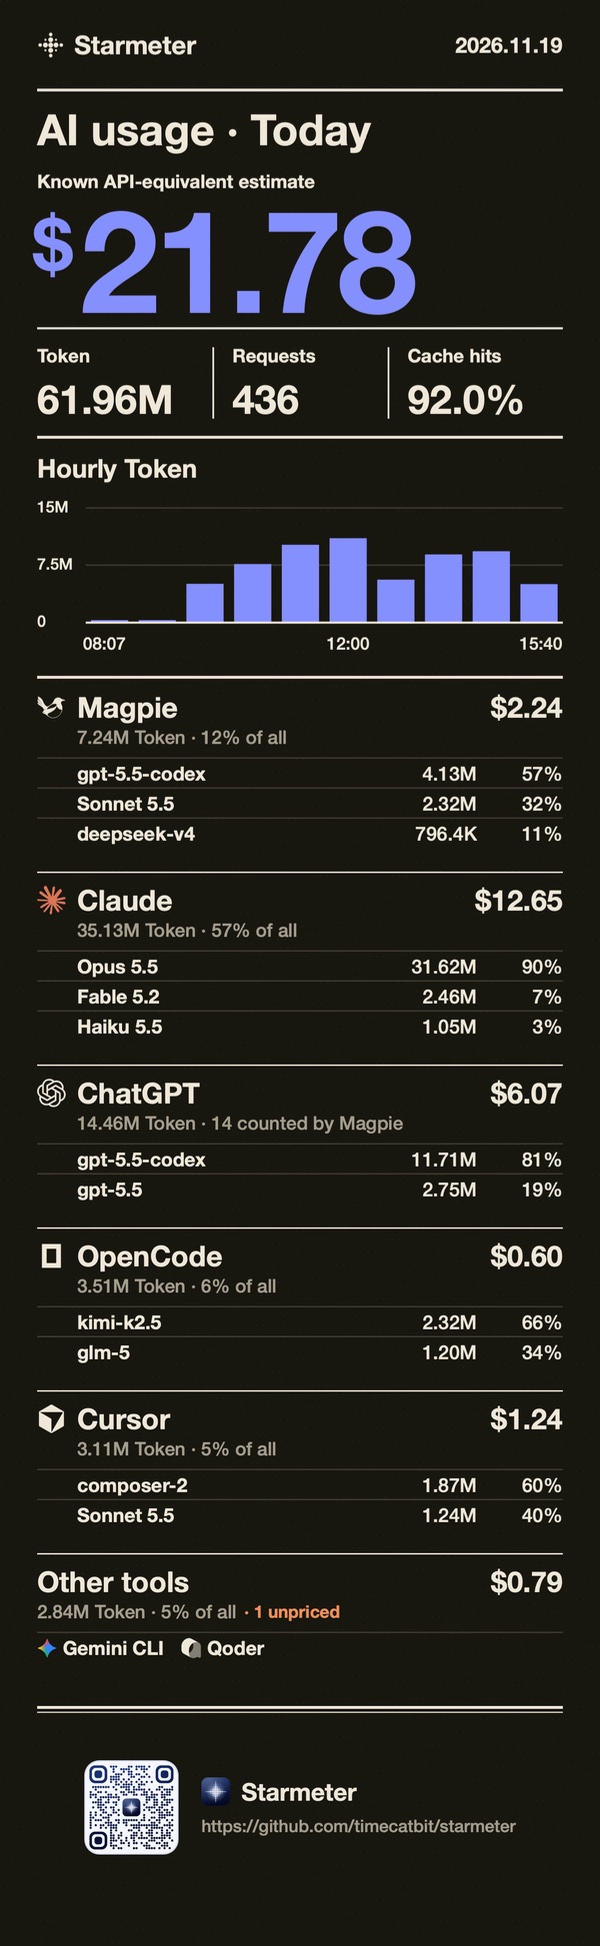 Starmeter 2026.11.19
AI usage · Today
Known API-equivalent estimate
$21.78
Token Requests Cache hits
61.96M 436 92.0%
Hourly Token
15M
7.5M
0
08:07 12:00 15:40
Magpie $2.24
7.24M Token · 12% of all
gpt-5.5-codex 4.13M 57%
Sonnet 5.5 2.32M 32%
deepseek-v4 796.4K 11%
Claude $12.65
35.13M Token · 57% of all
Opus 5.5 31.62M 90%
Fable 5.2 2.46M 7%
Haiku 5.5 1.05M 3%
ChatGPT $6.07
14.46M Token · 14 counted by Magpie
gpt-5.5-codex 11.71M 81%
gpt-5.5 2.75M 19%
OpenCode $0.60
3.51M Token · 6% of all
kimi-k2.5 2.32M 66%
glm-5 1.20M 34%
Cursor $1.24
3.11M Token · 5% of all
composer-2 1.87M 60%
Sonnet 5.5 1.24M 40%
Other tools $0.79
2.84M Token · 5% of all · 1 unpriced
Gemini CLI Qoder
Starmeter
https://github.com/timecatbit/starmeter